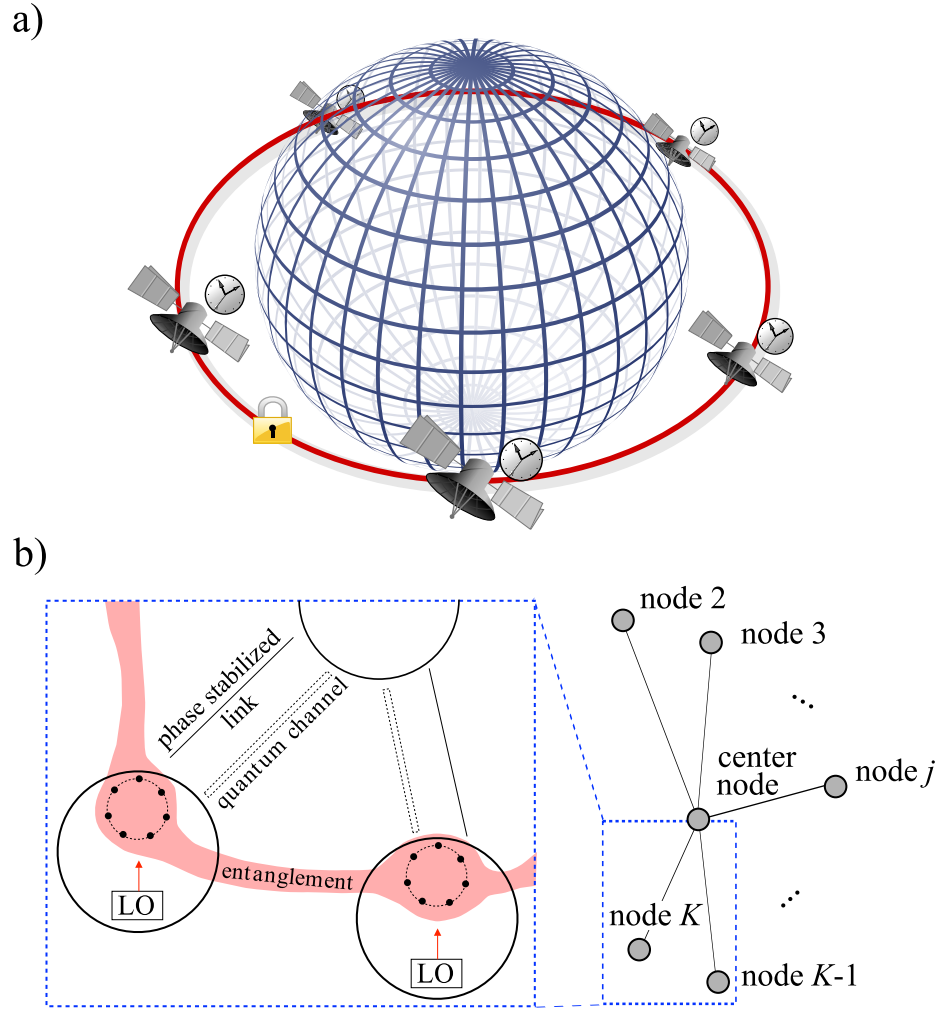 a)
b)
phase stabilized
link
quantum channel
entanglement
LO
LO
node 2
node 3
...
center
node
node j
...
node K
node K-1